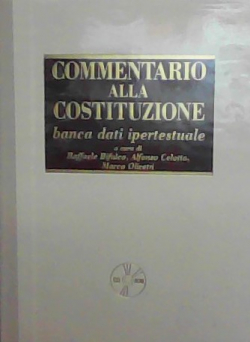 COMMENTARIO
ALLA
COSTITUZIONE
banca dati ipertestuale
a cura di
Raffaele Bifulco, Alfonso Celotto,
Marco Olivetti